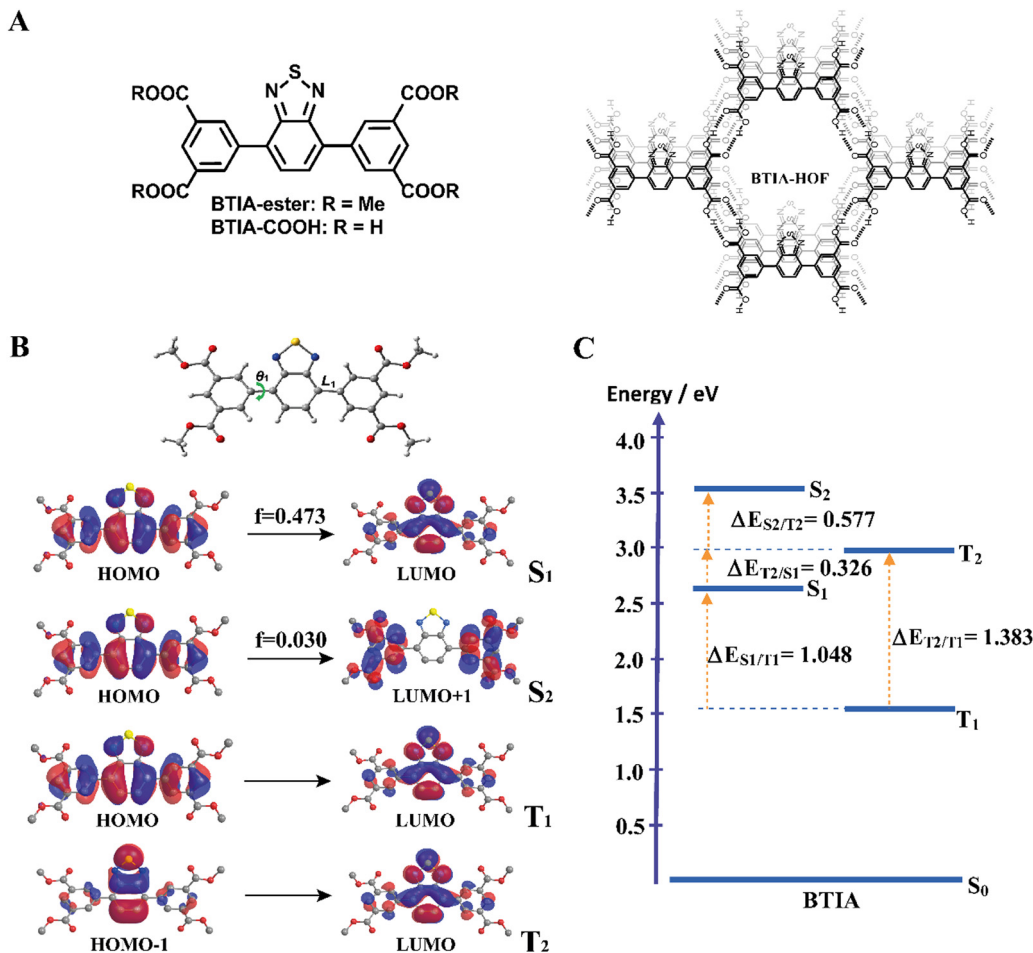 A
S
N N
ROOC COOR
ROOC COOR
BTIA-ester: R = Me
BTIA-COOH: R = H
BTIA-HOF
B
θ1 L1
f=0.473
HOMO LUMO S1
f=0.030
HOMO LUMO+1 S2
HOMO LUMO T1
HOMO-1 LUMO T2
C
Energy / eV
4.0
3.5
3.0
2.5
2.0
1.5
1.0
0.5
S2
ΔES2/T2= 0.577
T2
ΔET2/S1= 0.326
S1
ΔES1/T1= 1.048
ΔET2/T1= 1.383
T1
S0
BTIA